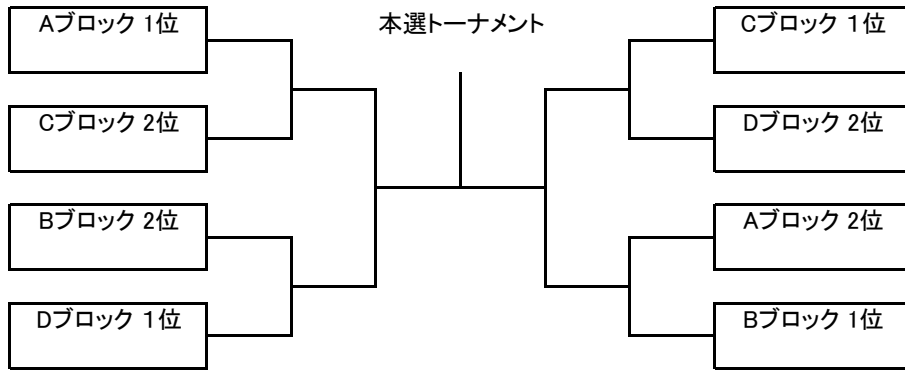 本選トーナメント
Aブロック 1位
Cブロック 2位
Bブロック 2位
Dブロック 1位
Cブロック 1位
Dブロック 2位
Aブロック 2位
Bブロック 1位